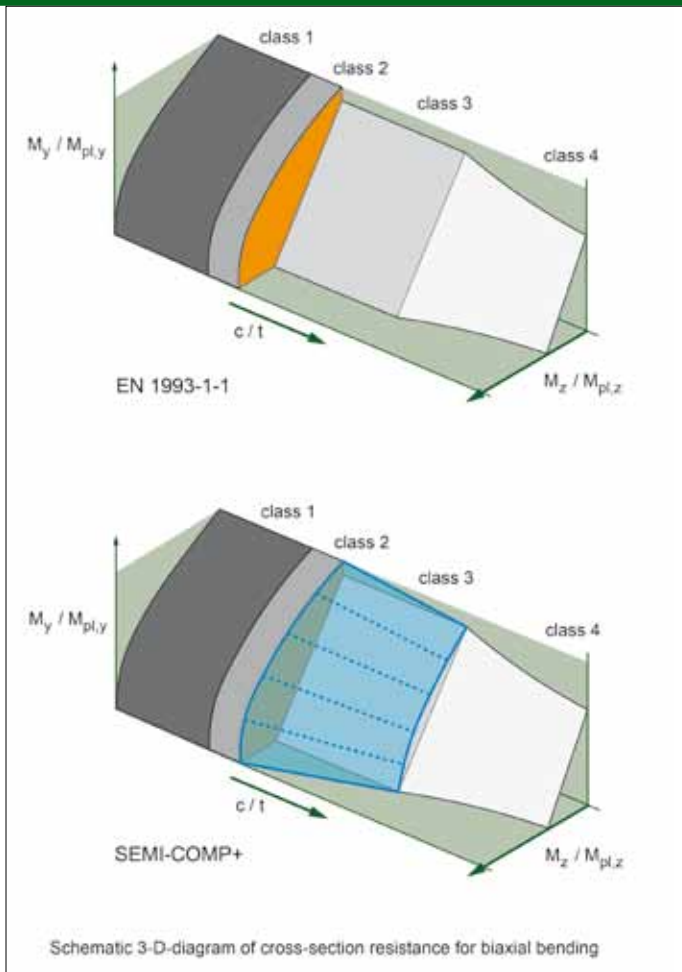 class 1
class 2
class 3
class 4
M_y / M_pl,y
c / t
M_z / M_pl,z
EN 1993-1-1
class 1
class 2
class 3
class 4
M_y / M_pl,y
c / t
M_z / M_pl,z
SEMI-COMP+
Schematic 3-D-diagram of cross-section resistance for biaxial bending